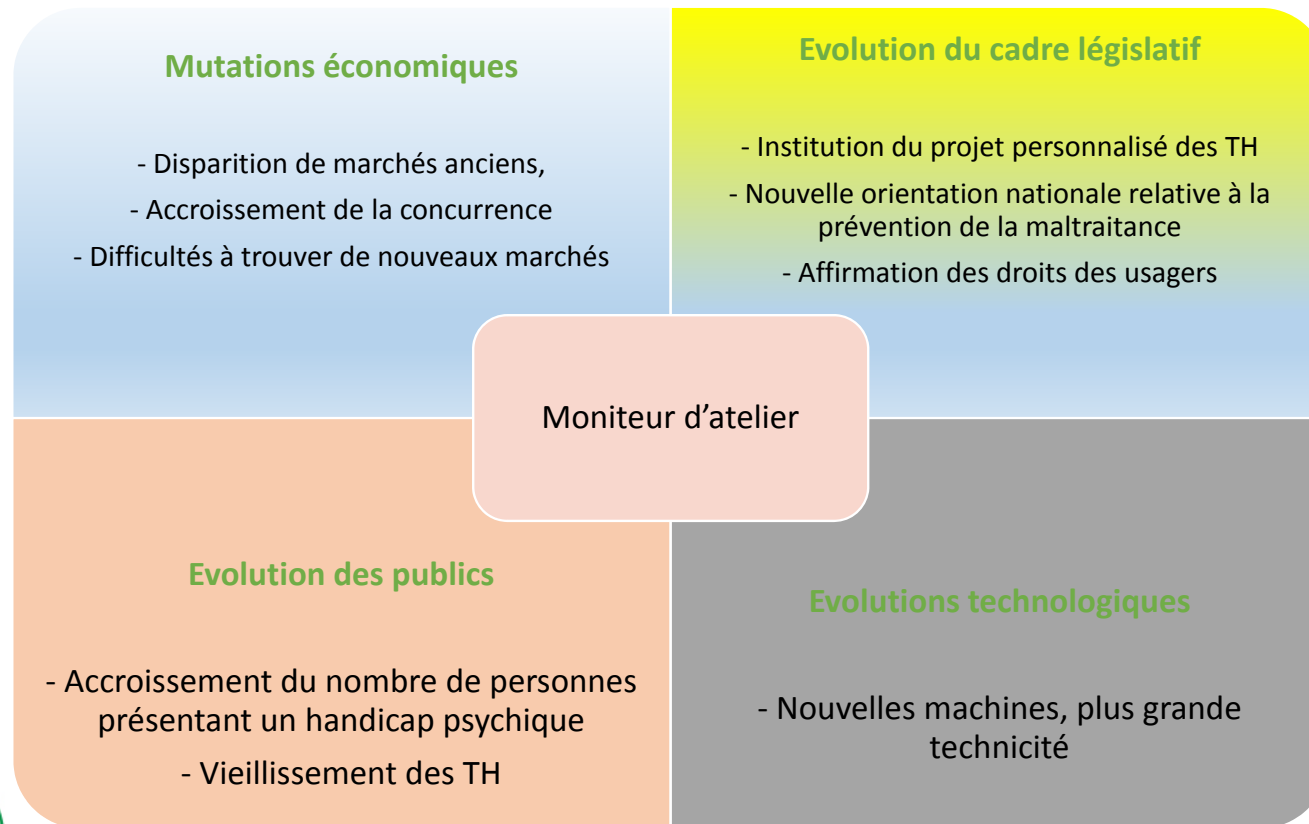 Mutations économiques
- Disparition de marchés anciens,
- Accroissement de la concurrence
- Difficultés à trouver de nouveaux marchés
Evolution du cadre législatif
- Institution du projet personnalisé des TH
- Nouvelle orientation nationale relative à la
prévention de la maltraitance
- Affirmation des droits des usagers
Moniteur d’atelier
Evolution des publics
- Accroissement du nombre de personnes
présentant un handicap psychique
- Vieillissement des TH
Evolutions technologiques
- Nouvelles machines, plus grande
technicité